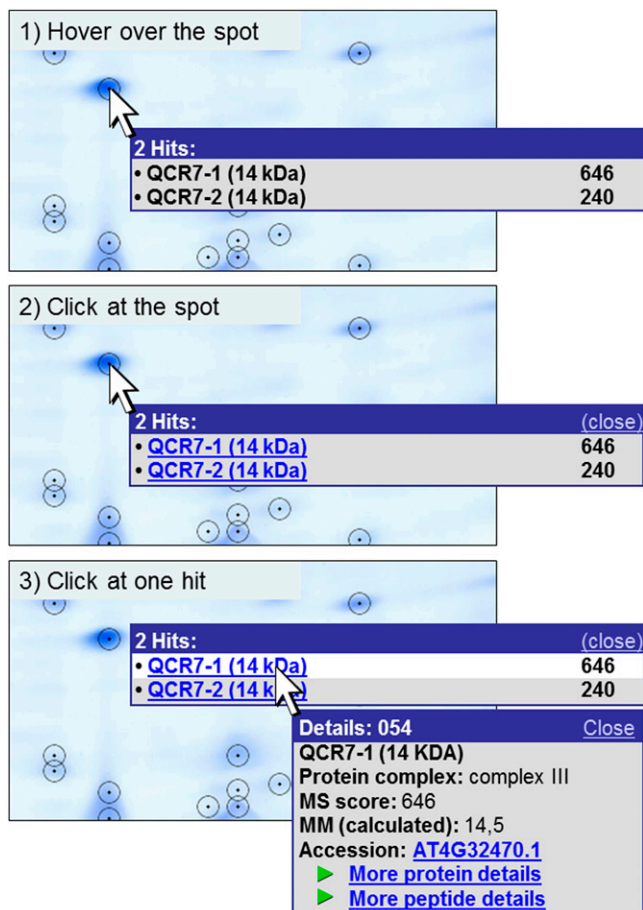 1) Hover over the spot
2 Hits:
• QCR7-1 (14 kDa) 646
• QCR7-2 (14 kDa) 240
2) Click at the spot
2 Hits: (close)
• QCR7-1 (14 kDa) 646
• QCR7-2 (14 kDa) 240
3) Click at one hit
2 Hits: (close)
• QCR7-1 (14 kDa) 646
• QCR7-2 (14 kDa) 240
Details: 054 Close
QCR7-1 (14 KDA)
Protein complex: complex III
MS score: 646
MM (calculated): 14,5
Accession: AT4G32470.1
More protein details
More peptide details